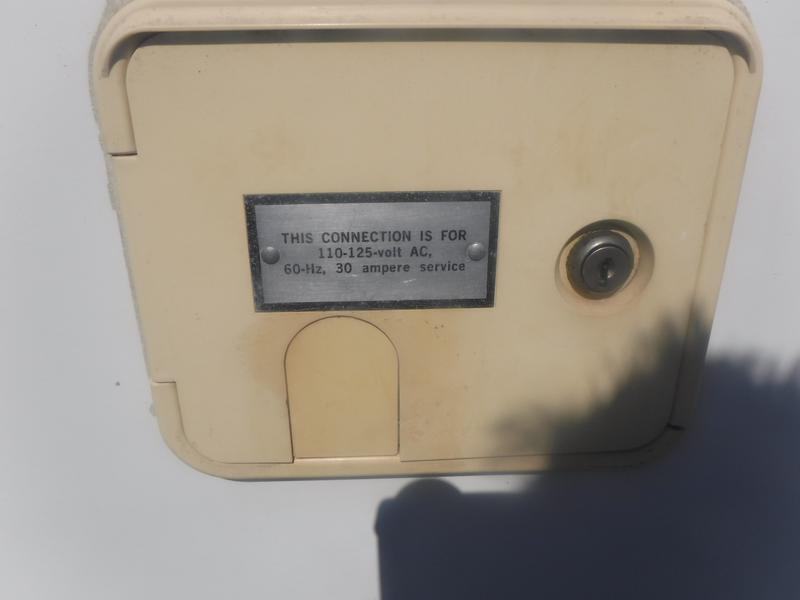 THIS CONNECTION IS FOR
110-125-volt AC,
60-Hz, 30 ampere service